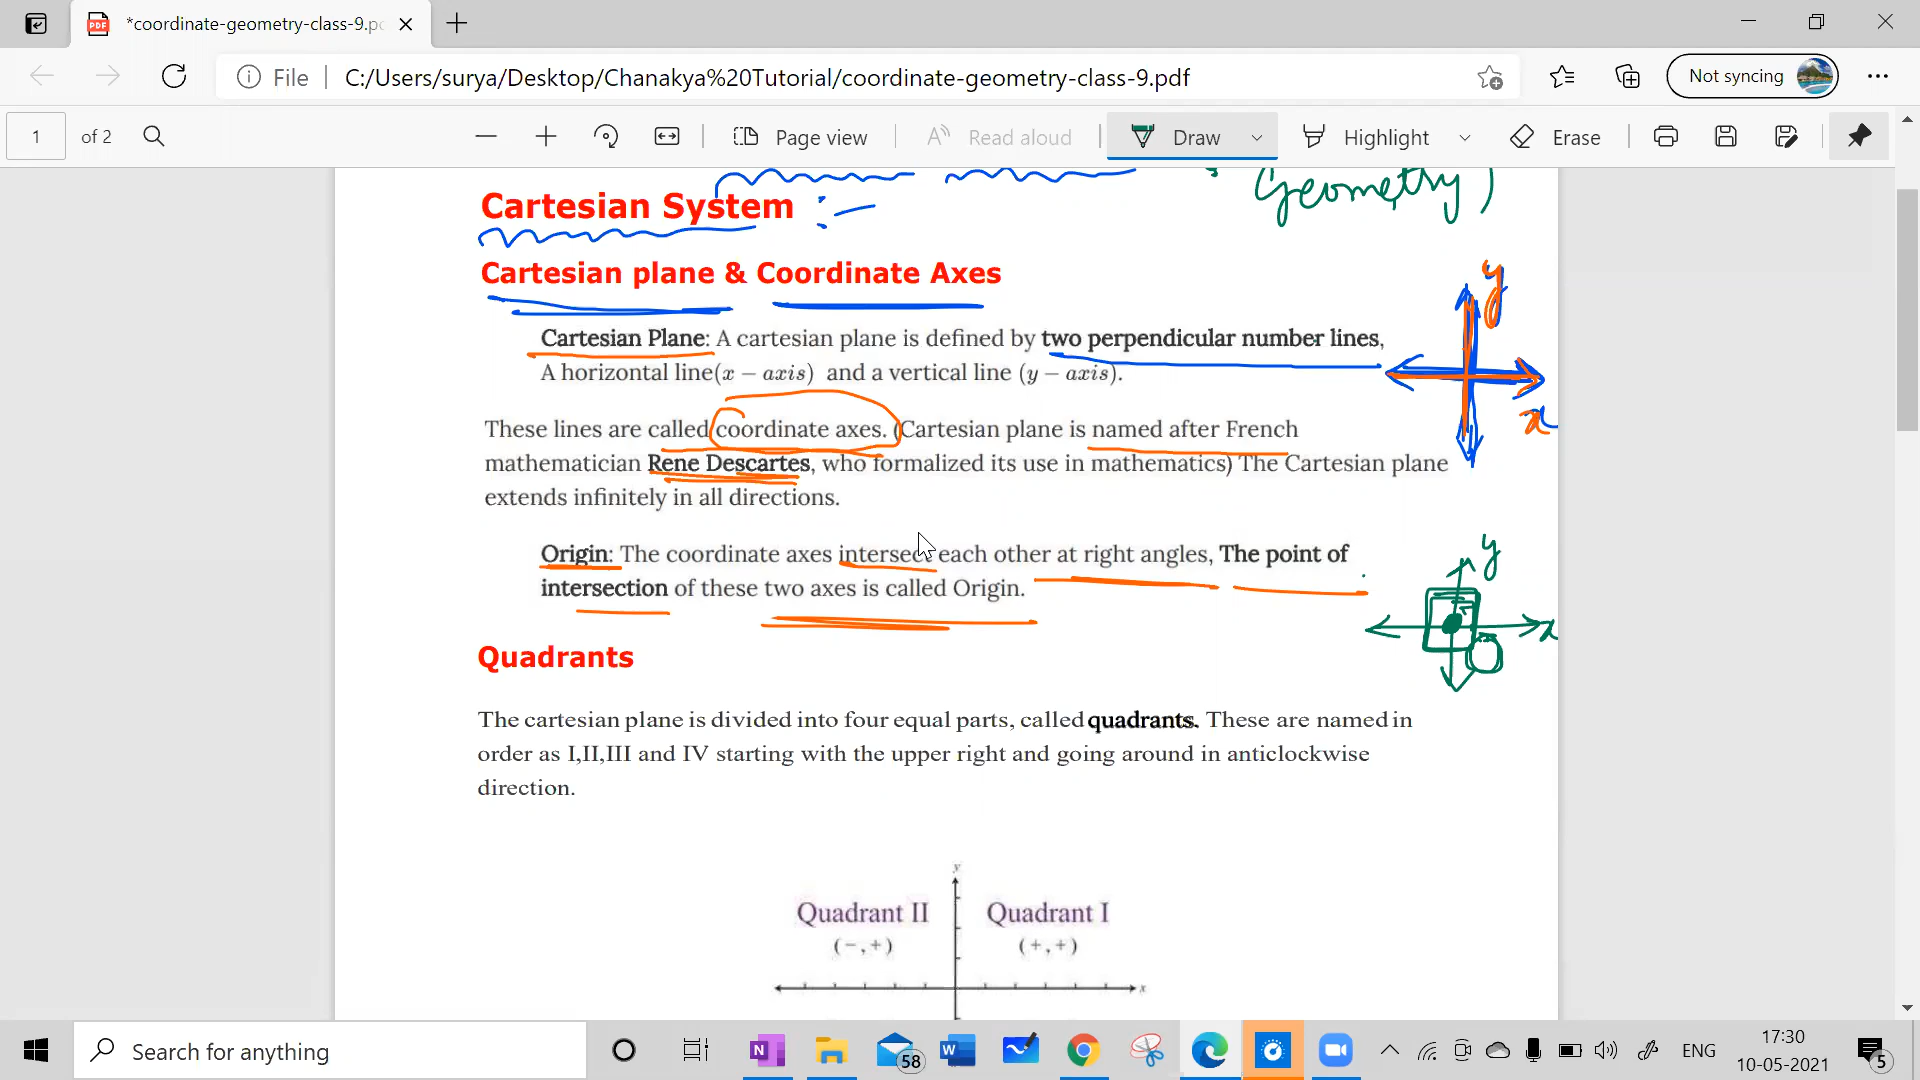 *coordinate-geometry-class-9.pd
File
C:/Users/surya/Desktop/Chanakya%20Tutorial/coordinate-geometry-class-9.pdf
Not syncing
1 of 2
Page view
Read aloud
Draw
Highlight
Erase
Geometry)
Cartesian System :-
Cartesian plane & Coordinate Axes
Cartesian Plane: A cartesian plane is defined by two perpendicular number lines,
A horizontal line(x − axis) and a vertical line (y − axis).
y
x
These lines are called coordinate axes. (Cartesian plane is named after French
mathematician Rene Descartes, who formalized its use in mathematics) The Cartesian plane
extends infinitely in all directions.
Origin: The coordinate axes intersect each other at right angles, The point of
intersection of these two axes is called Origin.
y
x
O
Quadrants
The cartesian plane is divided into four equal parts, called quadrants. These are named in
order as I,II,III and IV starting with the upper right and going around in anticlockwise
direction.
y
Quadrant II Quadrant I
(−,+) (+,+)
x
Search for anything
58
ENG
17:30
10-05-2021
5